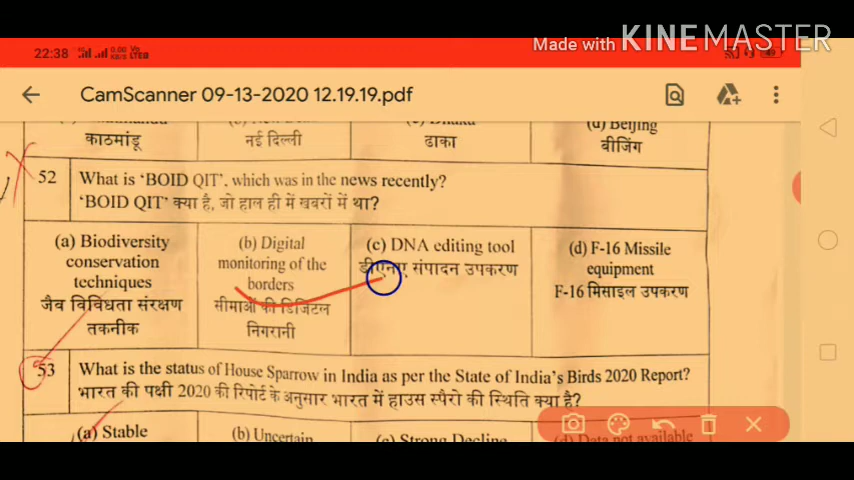 22:38
Made with KINEMASTER
CamScanner 09-13-2020 12.19.19.pdf
(d) Beijing
काठमांडू
नई दिल्ली
ढाका
बीजिंग
52
What is ‘BOID QIT’, which was in the news recently?
‘BOID QIT’ क्या है, जो हाल ही में खबरों में था?
(a) Biodiversity
conservation
techniques
जैव विविधता संरक्षण
तकनीक
(b) Digital
monitoring of the
borders
सीमाओं की डिजिटल
निगरानी
(c) DNA editing tool
डीएनए संपादन उपकरण
(d) F-16 Missile
equipment
F-16 मिसाइल उपकरण
53
What is the status of House Sparrow in India as per the State of India’s Birds 2020 Report?
भारत की पक्षी 2020 की रिपोर्ट के अनुसार भारत में हाउस स्पैरो की स्थिति क्या है?
(a) Stable
(b) Uncertain
(c) Strong Decline
(d) Data not available